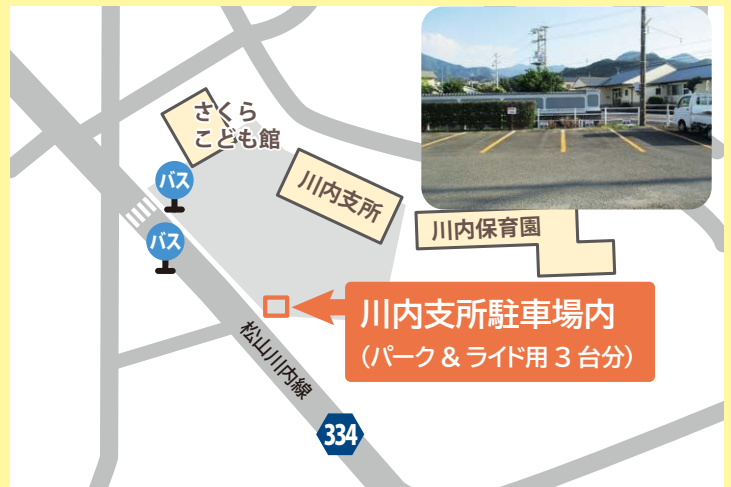 さくら
こども館
バス
川内支所
バス
川内保育園
川内支所駐車場内
（パーク & ライド用 3 台分）
松山川内線
334